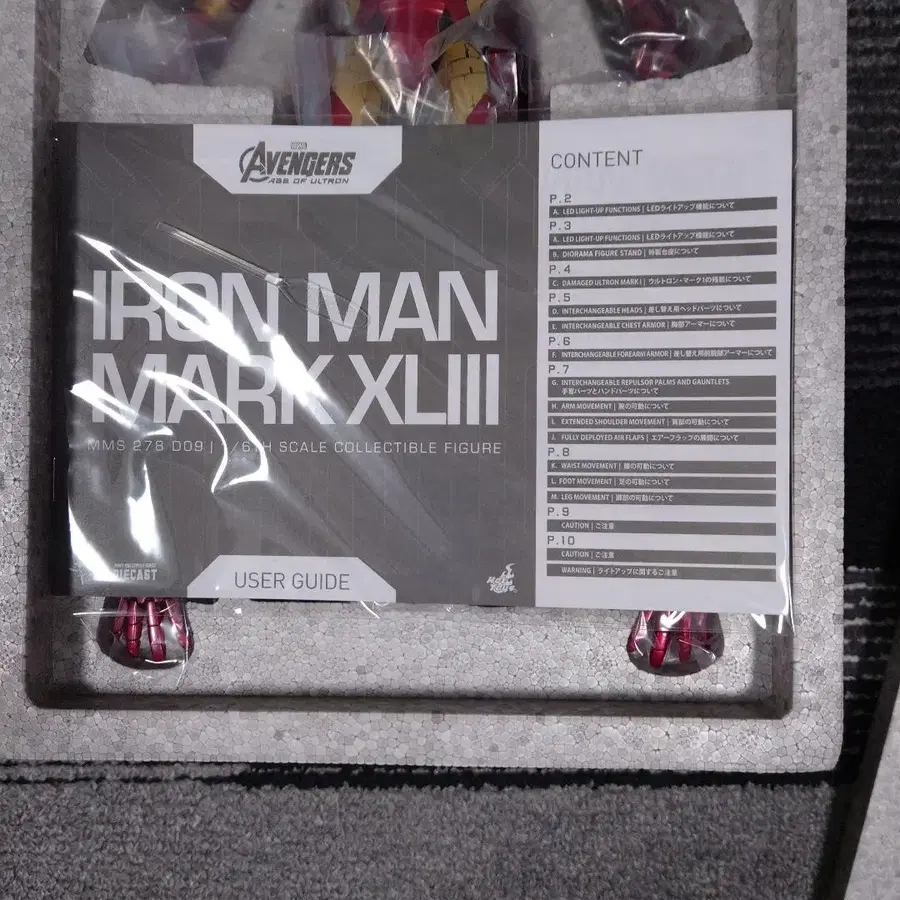 MARVEL
AVENGERS
AGE OF ULTRON
IRON MAN
MARK XLIII
MMS 278 D09 | 1/6TH SCALE COLLECTIBLE FIGURE
DIECAST
USER GUIDE
Hot Toys
CONTENT
P.2
A. LED LIGHT-UP FUNCTIONS | LEDライトアップ機能について
P.3
A. LED LIGHT-UP FUNCTIONS | LEDライトアップ機能について
B. DIORAMA FIGURE STAND | 特製台座について
P.4
C. DAMAGED ULTRON MARK I | ウルトロン・マーク1の特徴について
P.5
D. INTERCHANGEABLE HEADS | 差し替え用ヘッドパーツについて
E. INTERCHANGEABLE CHEST ARMOR | 胸部アーマーについて
P.6
F. INTERCHANGEABLE FOREARM ARMOR | 差し替え用前腕部アーマーについて
P.7
G. INTERCHANGEABLE REPULSOR PALMS AND GAUNTLETS
手首パーツとハンドパーツについて
H. ARM MOVEMENT | 腕の可動について
I. EXTENDED SHOULDER MOVEMENT | 肩部の可動について
J. FULLY DEPLOYED AIR FLAPS | エアーフラップの展開について
P.8
K. WAIST MOVEMENT | 腰の可動について
L. FOOT MOVEMENT | 足の可動について
M. LEG MOVEMENT | 脚部の可動について
P.9
CAUTION | ご注意
P.10
CAUTION | ご注意
WARNING | ライトアップに関するご注意